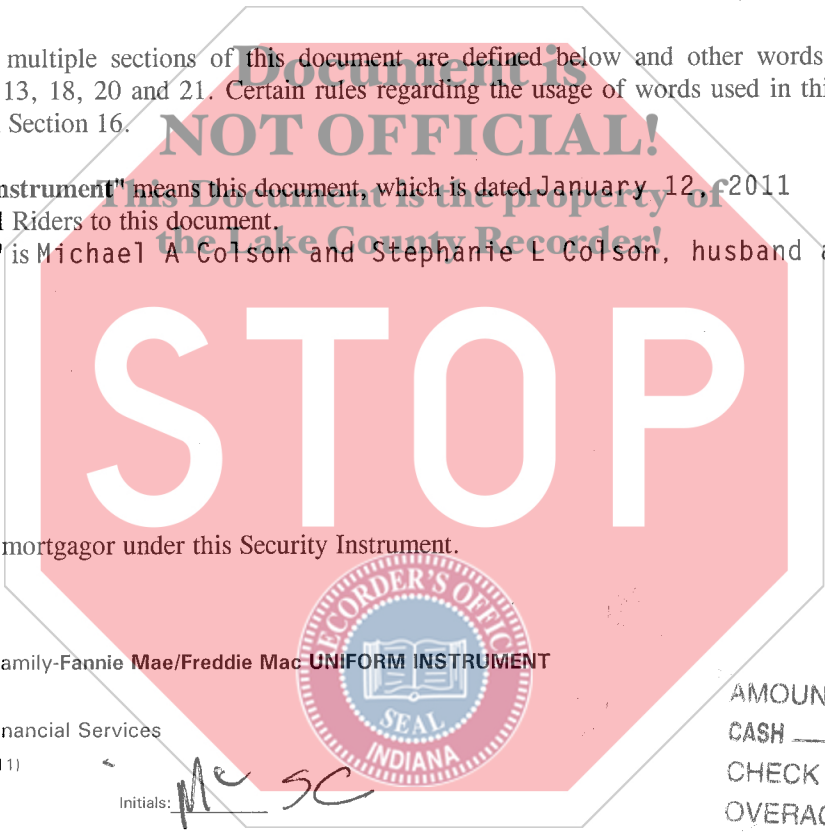 multiple sections of this document are defined below and other words
Document is
13, 18, 20 and 21. Certain rules regarding the usage of words used in thi
Section 16.
NOT OFFICIAL!
nstrument" means this document, which is dated January 12, 2011
This Document is the property of
l Riders to this document.
the Lake County Recorder!
" is Michael A Colson and Stephanie L Colson, husband a
STOP
mortgagor under this Security Instrument.
RECORDER'S OFFICE
amily-Fannie Mae/Freddie Mac UNIFORM INSTRUMENT
SEAL
INDIANA
AMOUN
nancial Services
CASH
11)
CHECK
Initials: MC SC
OVERAG